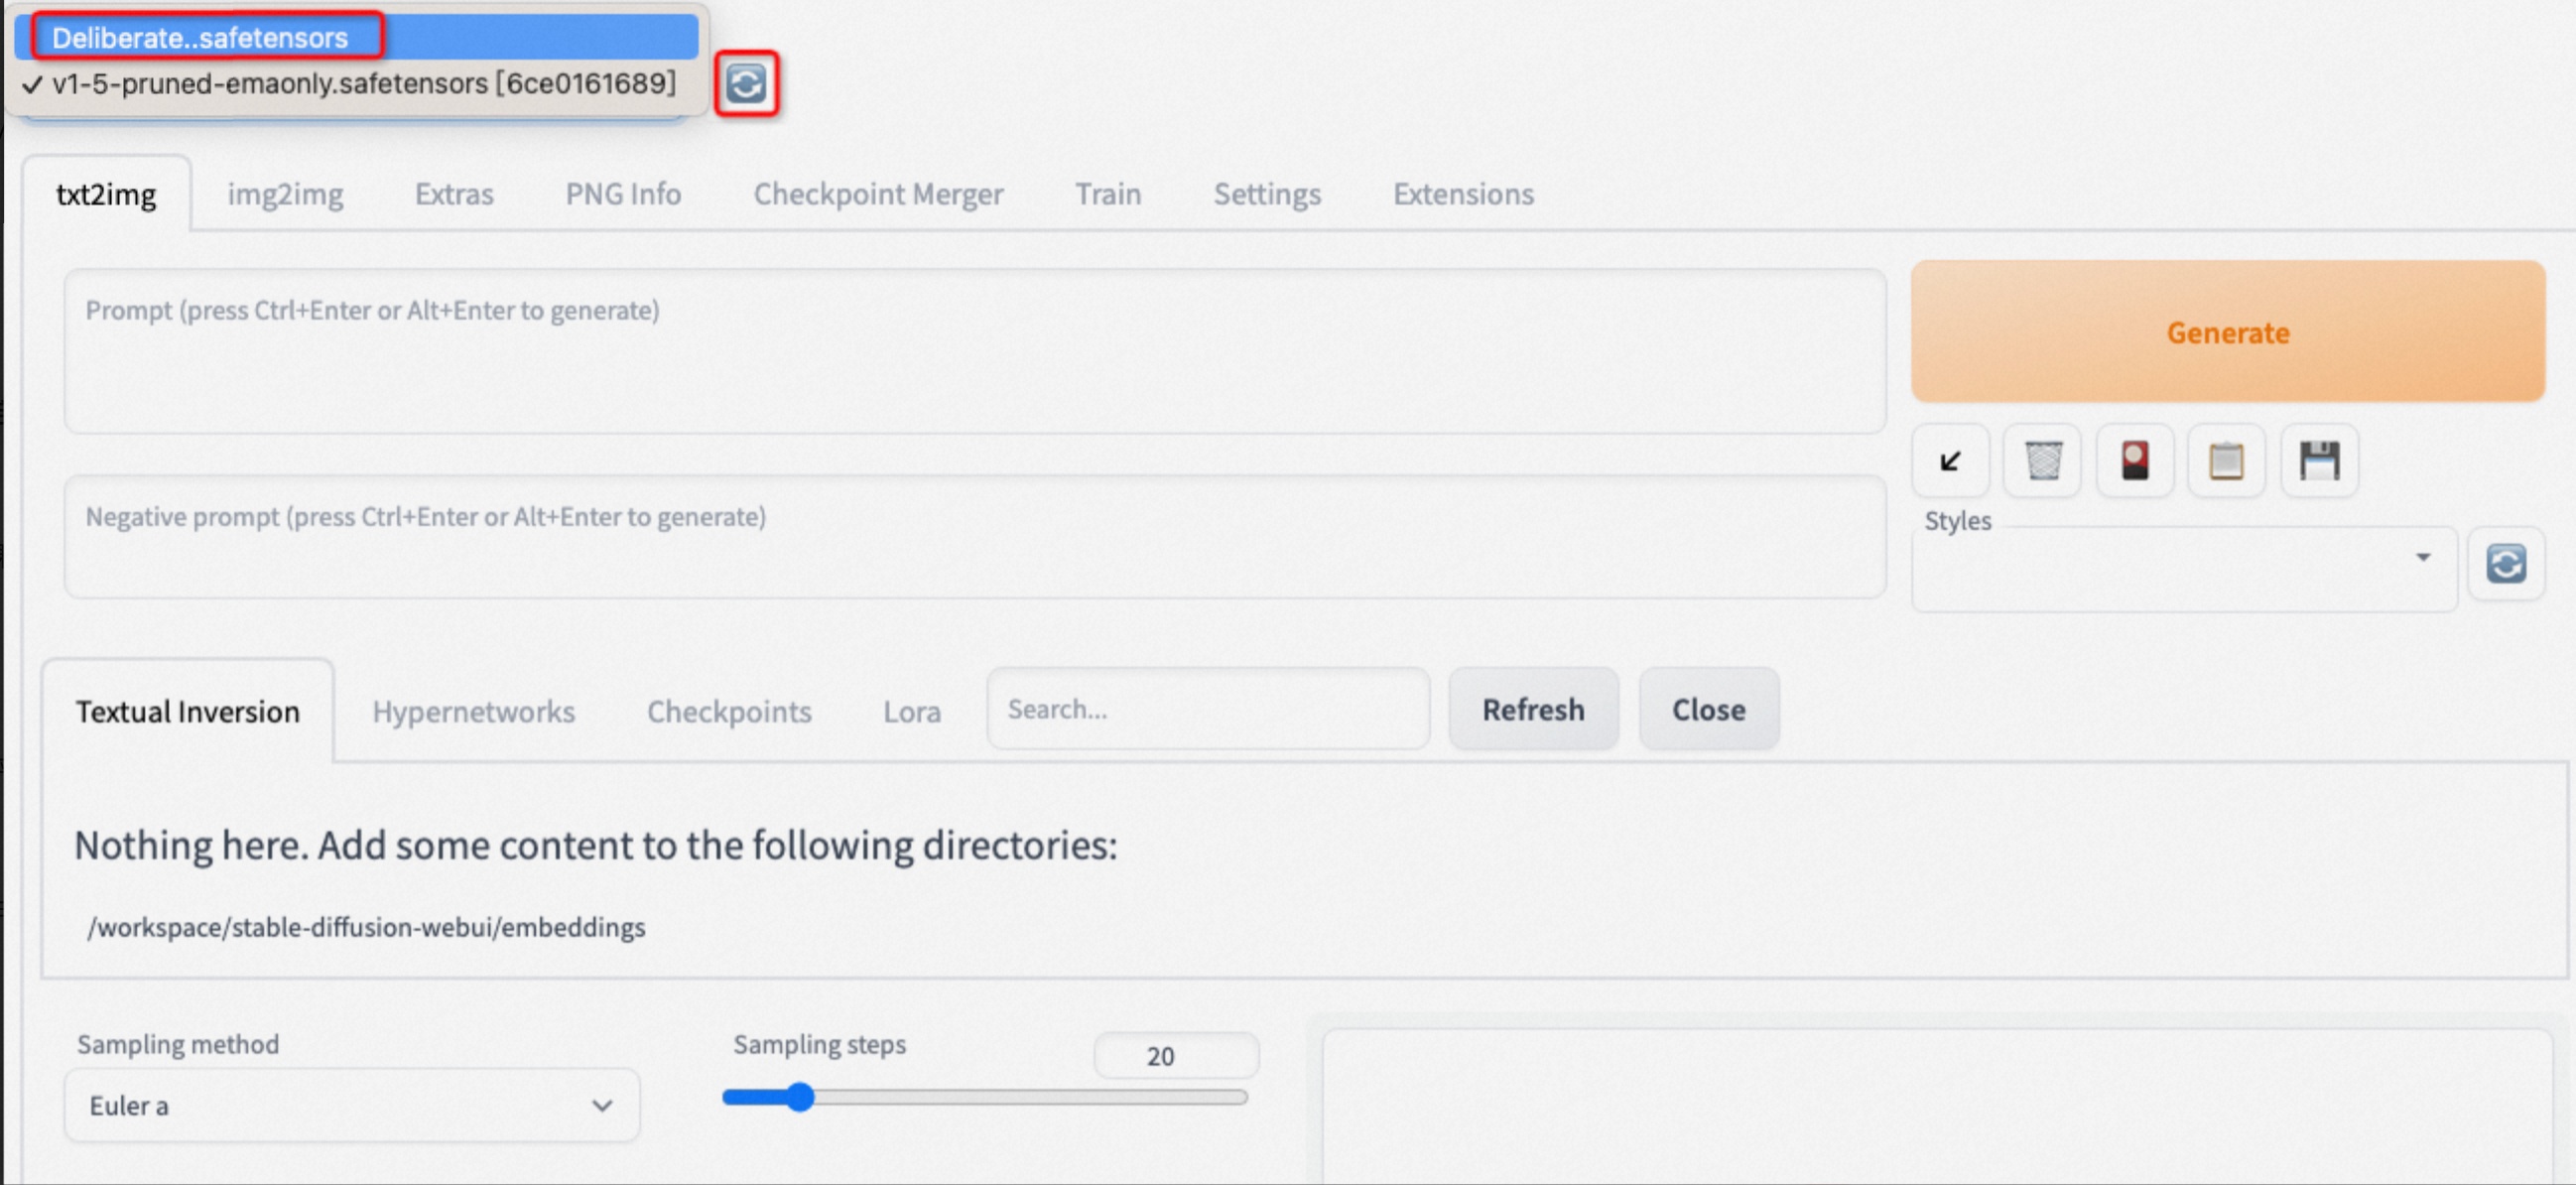 Deliberate..safetensors
✓ v1-5-pruned-emaonly.safetensors [6ce0161689]
txt2img img2img Extras PNG Info Checkpoint Merger Train Settings Extensions
Prompt (press Ctrl+Enter or Alt+Enter to generate)
Generate
Negative prompt (press Ctrl+Enter or Alt+Enter to generate)
Styles
Textual Inversion Hypernetworks Checkpoints Lora Search... Refresh Close
Nothing here. Add some content to the following directories:
/workspace/stable-diffusion-webui/embeddings
Sampling method Sampling steps 20
Euler a